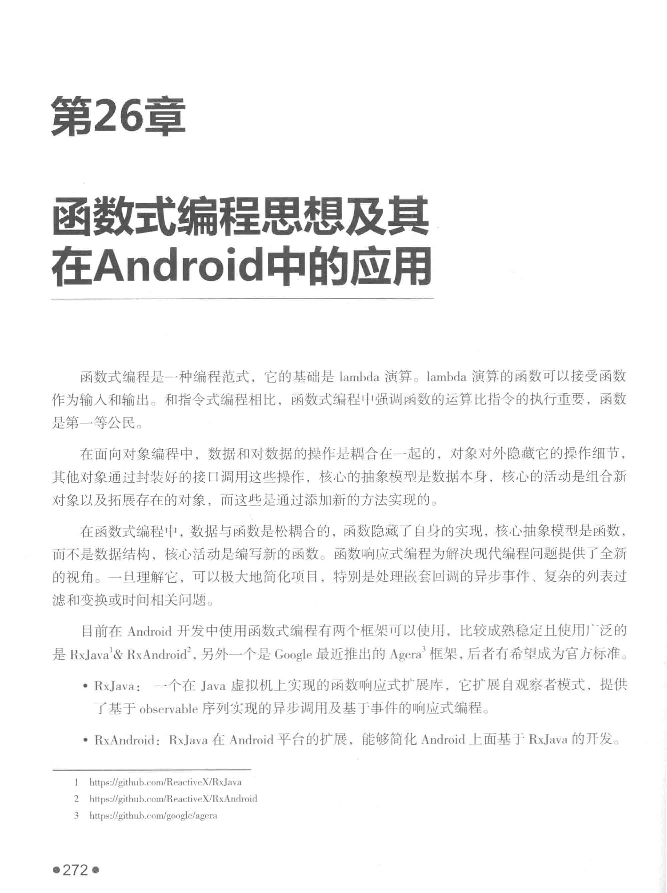 第26章
函数式编程思想及其
在Android中的应用
函数式编程是一种编程范式，它的基础是 lambda 演算。lambda 演算的函数可以接受函数
作为输入和输出。和指令式编程相比，函数式编程中强调函数的运算比指令的执行重要，函数
是第一等公民。
在面向对象编程中，数据和对数据的操作是耦合在一起的，对象对外隐藏它的操作细节，
其他对象通过封装好的接口调用这些操作，核心的抽象模型是数据本身，核心的活动是组合新
对象以及拓展存在的对象，而这些是通过添加新的方法实现的。
在函数式编程中，数据与函数是松耦合的，函数隐藏了自身的实现，核心抽象模型是函数，
而不是数据结构，核心活动是编写新的函数。函数响应式编程为解决现代编程问题提供了全新
的视角。一旦理解它，可以极大地简化项目，特别是处理嵌套回调的异步事件、复杂的列表过
滤和变换或时间相关问题。
目前在 Android 开发中使用函数式编程有两个框架可以使用，比较成熟稳定且使用广泛的
是 RxJava¹& RxAndroid²，另外一个是 Google 最近推出的 Agera³ 框架，后者有希望成为官方标准。
• RxJava： 一个在 Java 虚拟机上实现的函数响应式扩展库，它扩展自观察者模式，提供
了基于 observable 序列实现的异步调用及基于事件的响应式编程。
• RxAndroid：RxJava 在 Android 平台的扩展，能够简化 Android 上面基于 RxJava 的开发。
1 https://github.com/ReactiveX/RxJava
2 https://github.com/ReactiveX/RxAndroid
3 https://github.com/google/agera
●272●